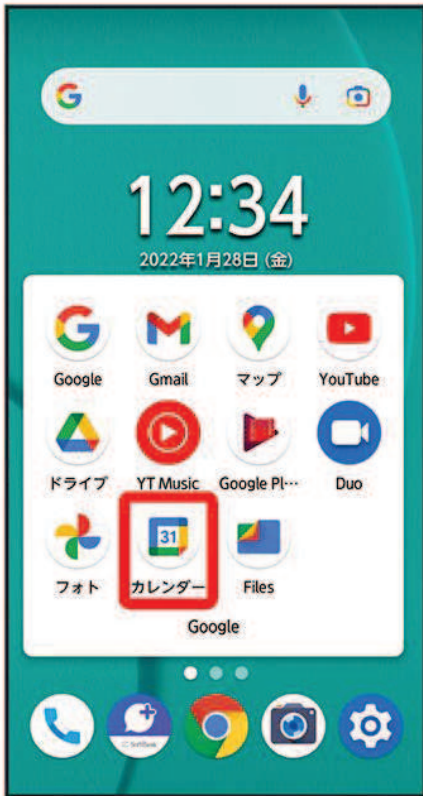 12:34
2022年1月28日 (金)
Google
Gmail
マップ
YouTube
ドライブ
YT Music
Google Pl…
Duo
フォト
31
カレンダー
Files
Google
SoftBank